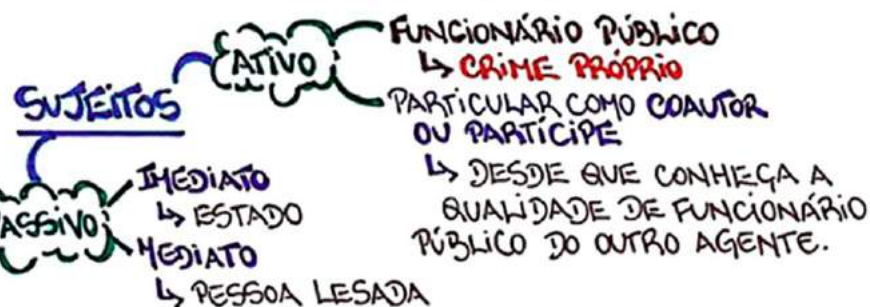 SUJEITOS
ATIVO
FUNCIONÁRIO PÚBLICO
↳ CRIME PRÓPRIO
PARTICULAR COMO COAUTOR
OU PARTÍCIPE
↳ DESDE QUE CONHEÇA A
QUALIDADE DE FUNCIONÁRIO
PÚBLICO DO OUTRO AGENTE.
ASSIVO
IMEDIATO
↳ ESTADO
MEDIATO
↳ PESSOA LESADA